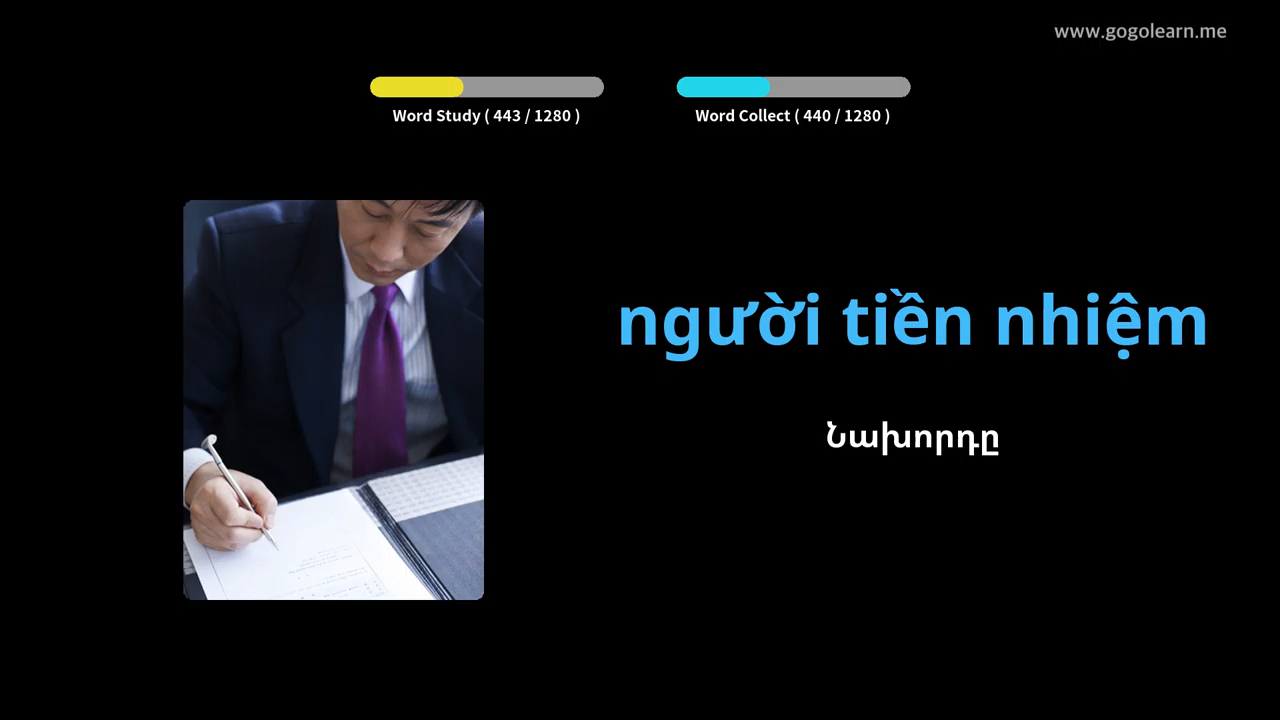 www.gogolearn.me
Word Study ( 443 / 1280 )
Word Collect ( 440 / 1280 )
người tiền nhiệm
Նախորդը